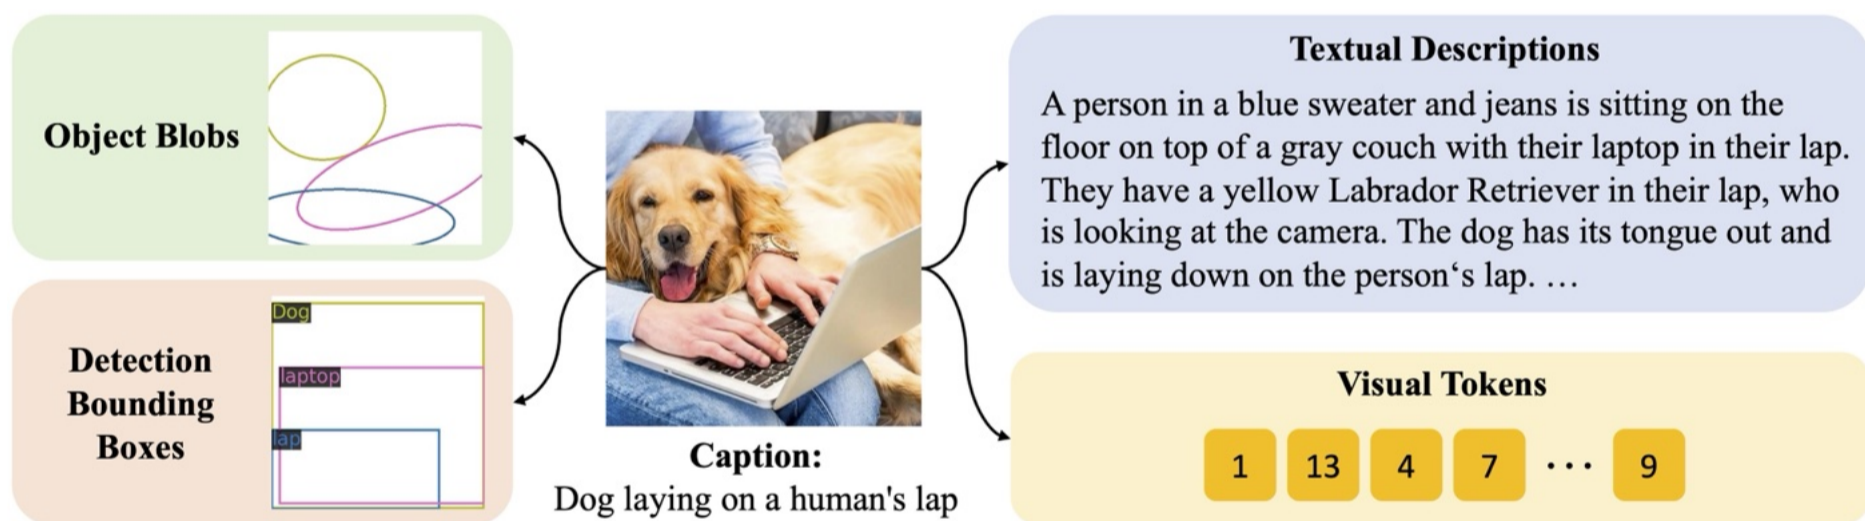 Object Blobs
Detection
Bounding
Boxes
Dog
laptop
lap
Caption:
Dog laying on a human's lap
Textual Descriptions
A person in a blue sweater and jeans is sitting on the
floor on top of a gray couch with their laptop in their lap.
They have a yellow Labrador Retriever in their lap, who
is looking at the camera. The dog has its tongue out and
is laying down on the person‘s lap. …
Visual Tokens
1 13 4 7 ··· 9